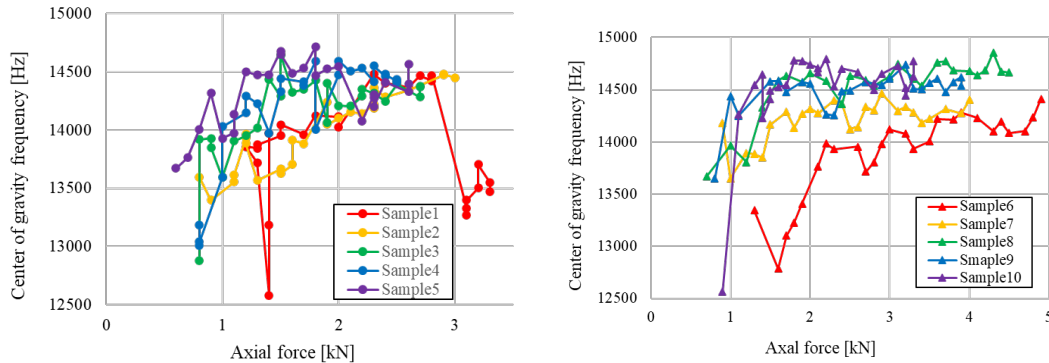 Center of gravity frequency [Hz]
15000
14500
14000
13500
13000
12500
0
1
2
3
Axial force [kN]
Sample1
Sample2
Sample3
Sample4
Sample5
Center of gravity frequency [Hz]
15000
14500
14000
13500
13000
12500
0
1
2
3
4
5
Axal force [kN]
Sample6
Sample7
Sample8
Smaple9
Sample10